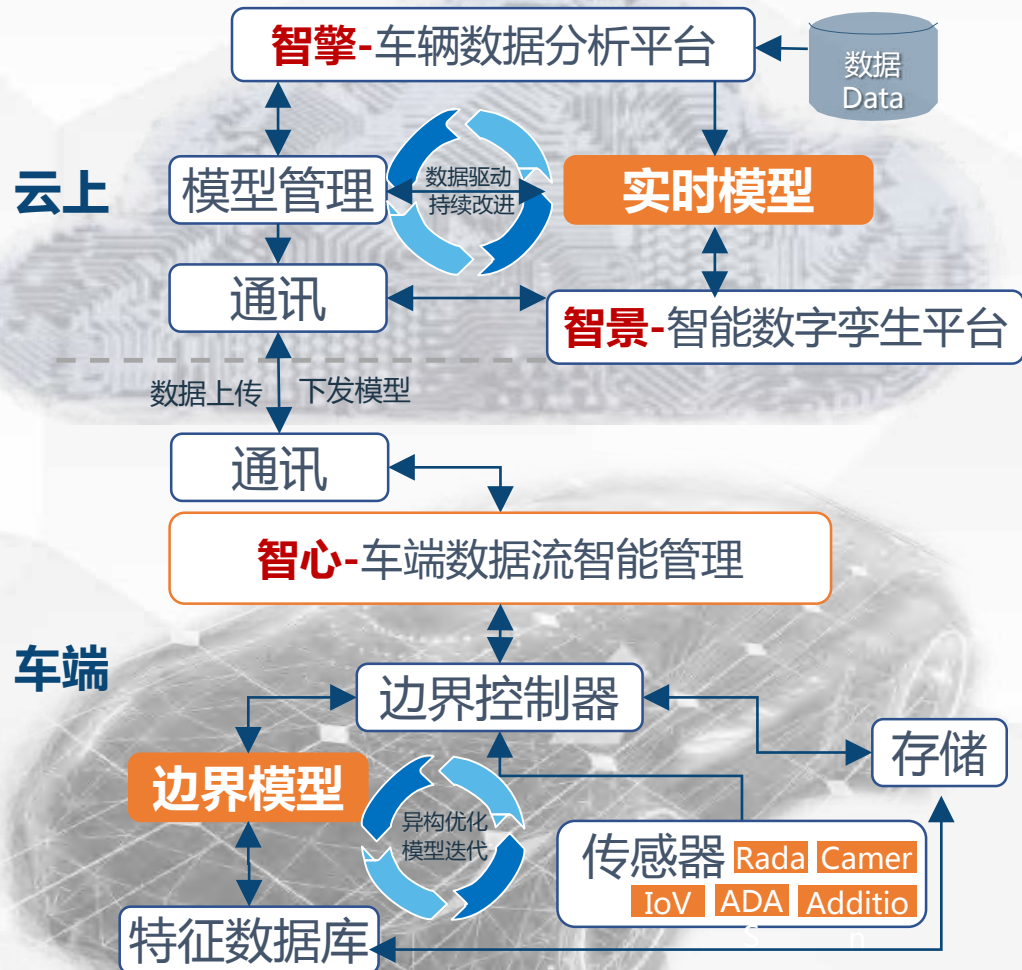 智擎-车辆数据分析平台
数据
Data
云上
模型管理
数据驱动
持续改进
实时模型
通讯
智景-智能数字孪生平台
数据上传
下发模型
通讯
智心-车端数据流智能管理
车端
边界控制器
存储
边界模型
异构优化
模型迭代
传感器
Rada
Camer
IoV
ADA
S
Additio
n
特征数据库